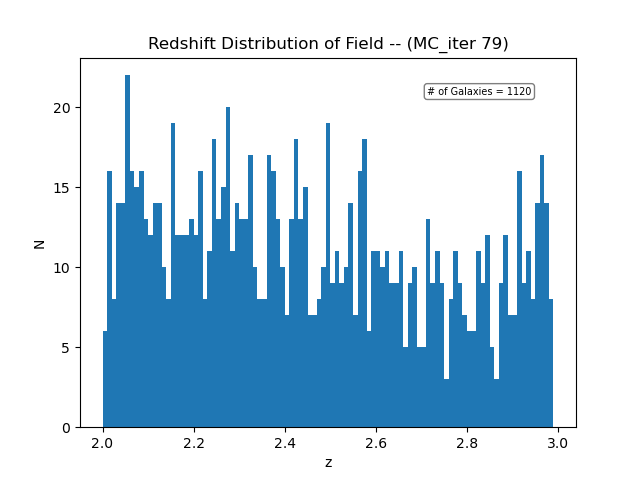 Redshift Distribution of Field -- (MC_iter 79)
# of Galaxies = 1120
20
15
10
5
0
N
2.0 2.2 2.4 2.6 2.8 3.0
z